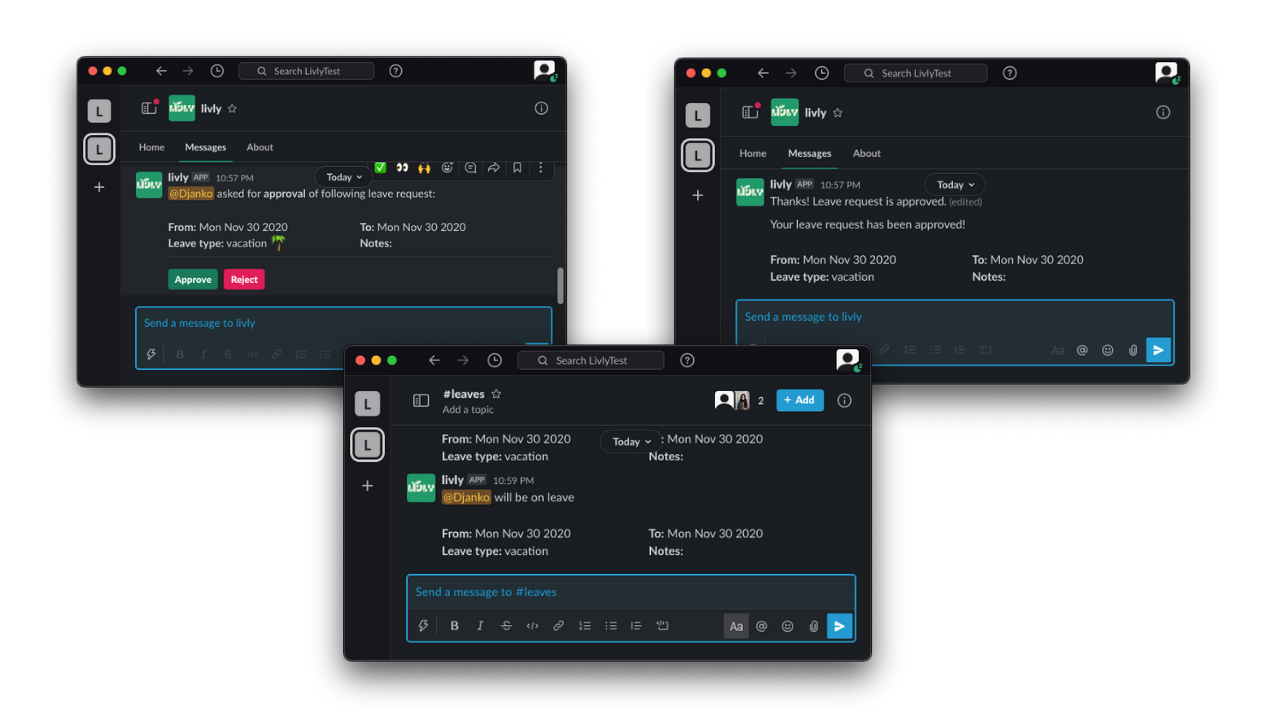 Search LivlyTest
L
LIVLY livly
Home Messages About
L
LIVLY livly APP 10:57 PM
Today
@Djanko asked for approval of following leave request:
From: Mon Nov 30 2020 To: Mon Nov 30 2020
Leave type: vacation Notes:
Approve Reject
Send a message to livly
B I S </>
Search LivlyTest
L
LIVLY livly
Home Messages About
L
LIVLY livly APP 10:57 PM
Today
Thanks! Leave request is approved. (edited)
Your leave request has been approved!
From: Mon Nov 30 2020 To: Mon Nov 30 2020
Leave type: vacation Notes:
Send a message to livly
Aa @
Search LivlyTest
L
#leaves 2 + Add
Add a topic
L
From: Mon Nov 30 2020 Today : Mon Nov 30 2020
Leave type: vacation Notes:
LIVLY livly APP 10:59 PM
@Djanko will be on leave
From: Mon Nov 30 2020 To: Mon Nov 30 2020
Leave type: vacation Notes:
Send a message to #leaves
B I S </> Aa @